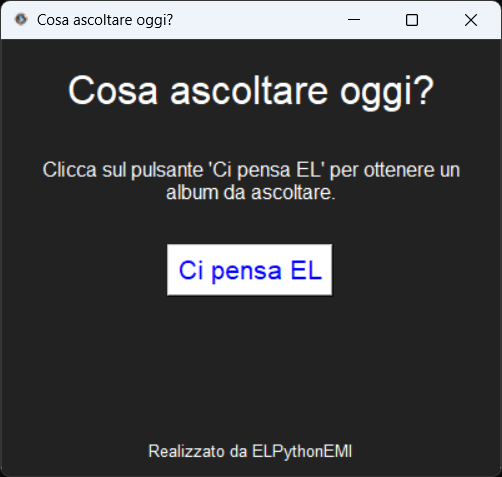 Cosa ascoltare oggi?
Cosa ascoltare oggi?
Clicca sul pulsante 'Ci pensa EL' per ottenere un
album da ascoltare.
Ci pensa EL
Realizzato da ELPythonEMI